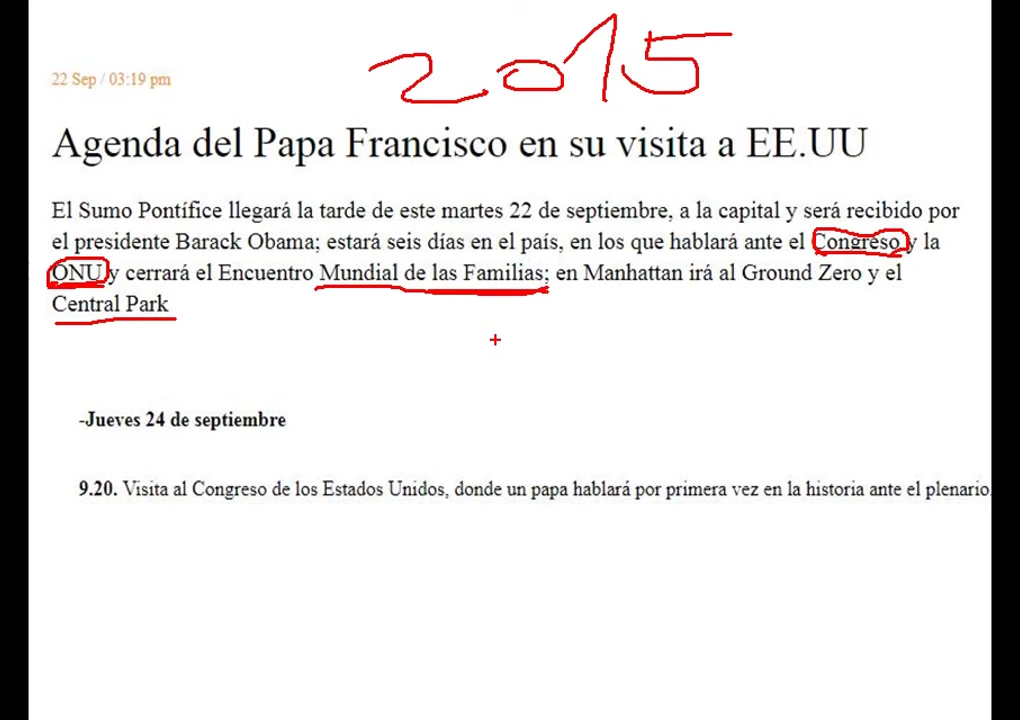 2015
22 Sep / 03:19 pm
Agenda del Papa Francisco en su visita a EE.UU
El Sumo Pontífice llegará la tarde de este martes 22 de septiembre, a la capital y será recibido por
el presidente Barack Obama; estará seis días en el país, en los que hablará ante el Congreso y la
ONU y cerrará el Encuentro Mundial de las Familias; en Manhattan irá al Ground Zero y el
Central Park
-Jueves 24 de septiembre
9.20. Visita al Congreso de los Estados Unidos, donde un papa hablará por primera vez en la historia ante el plenario.